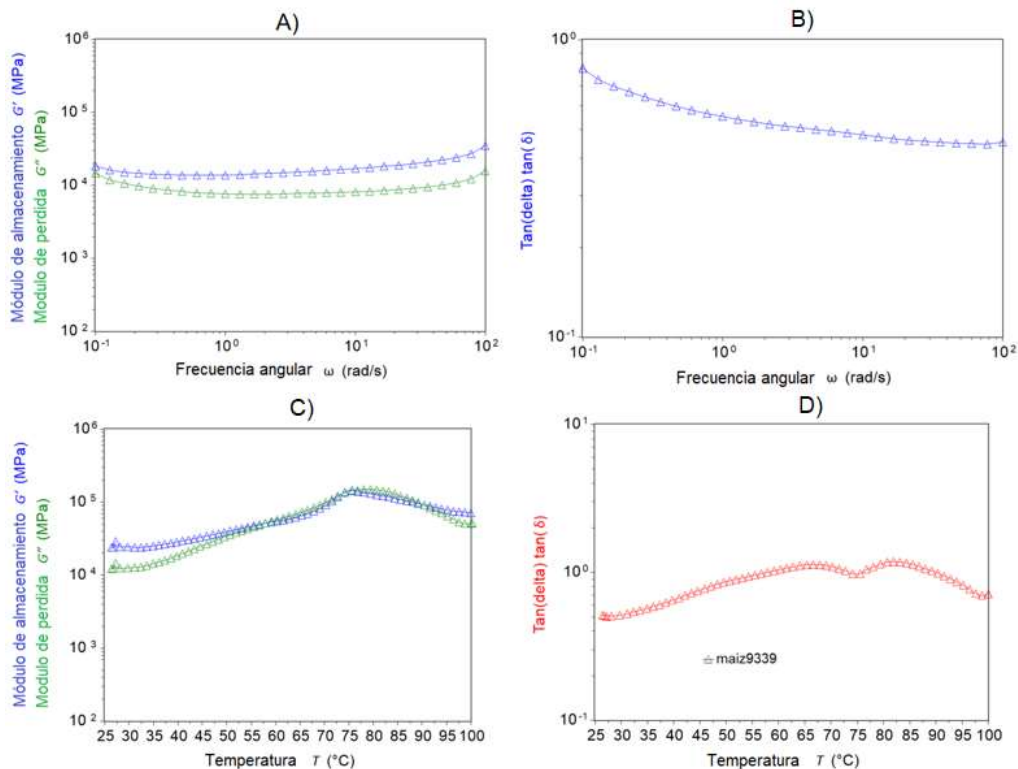 A)
Módulo de almacenamiento G' (MPa)
Modulo de perdida G'' (MPa)
10⁶
10⁵
10⁴
10³
10²
10⁻¹ 10⁰ 10¹ 10²
Frecuencia angular ω (rad/s)
B)
Tan(delta) tan(δ)
10⁰
10⁻¹
10⁻¹ 10⁰ 10¹ 10²
Frecuencia angular ω (rad/s)
C)
Módulo de almacenamiento G' (MPa)
Modulo de perdida G'' (MPa)
10⁶
10⁵
10⁴
10³
10²
25 30 35 40 45 50 55 60 65 70 75 80 85 90 95 100
Temperatura T (°C)
D)
Tan(delta) tan(δ)
10¹
10⁰
10⁻¹
maiz9339
25 30 35 40 45 50 55 60 65 70 75 80 85 90 95 100
Temperatura T (°C)